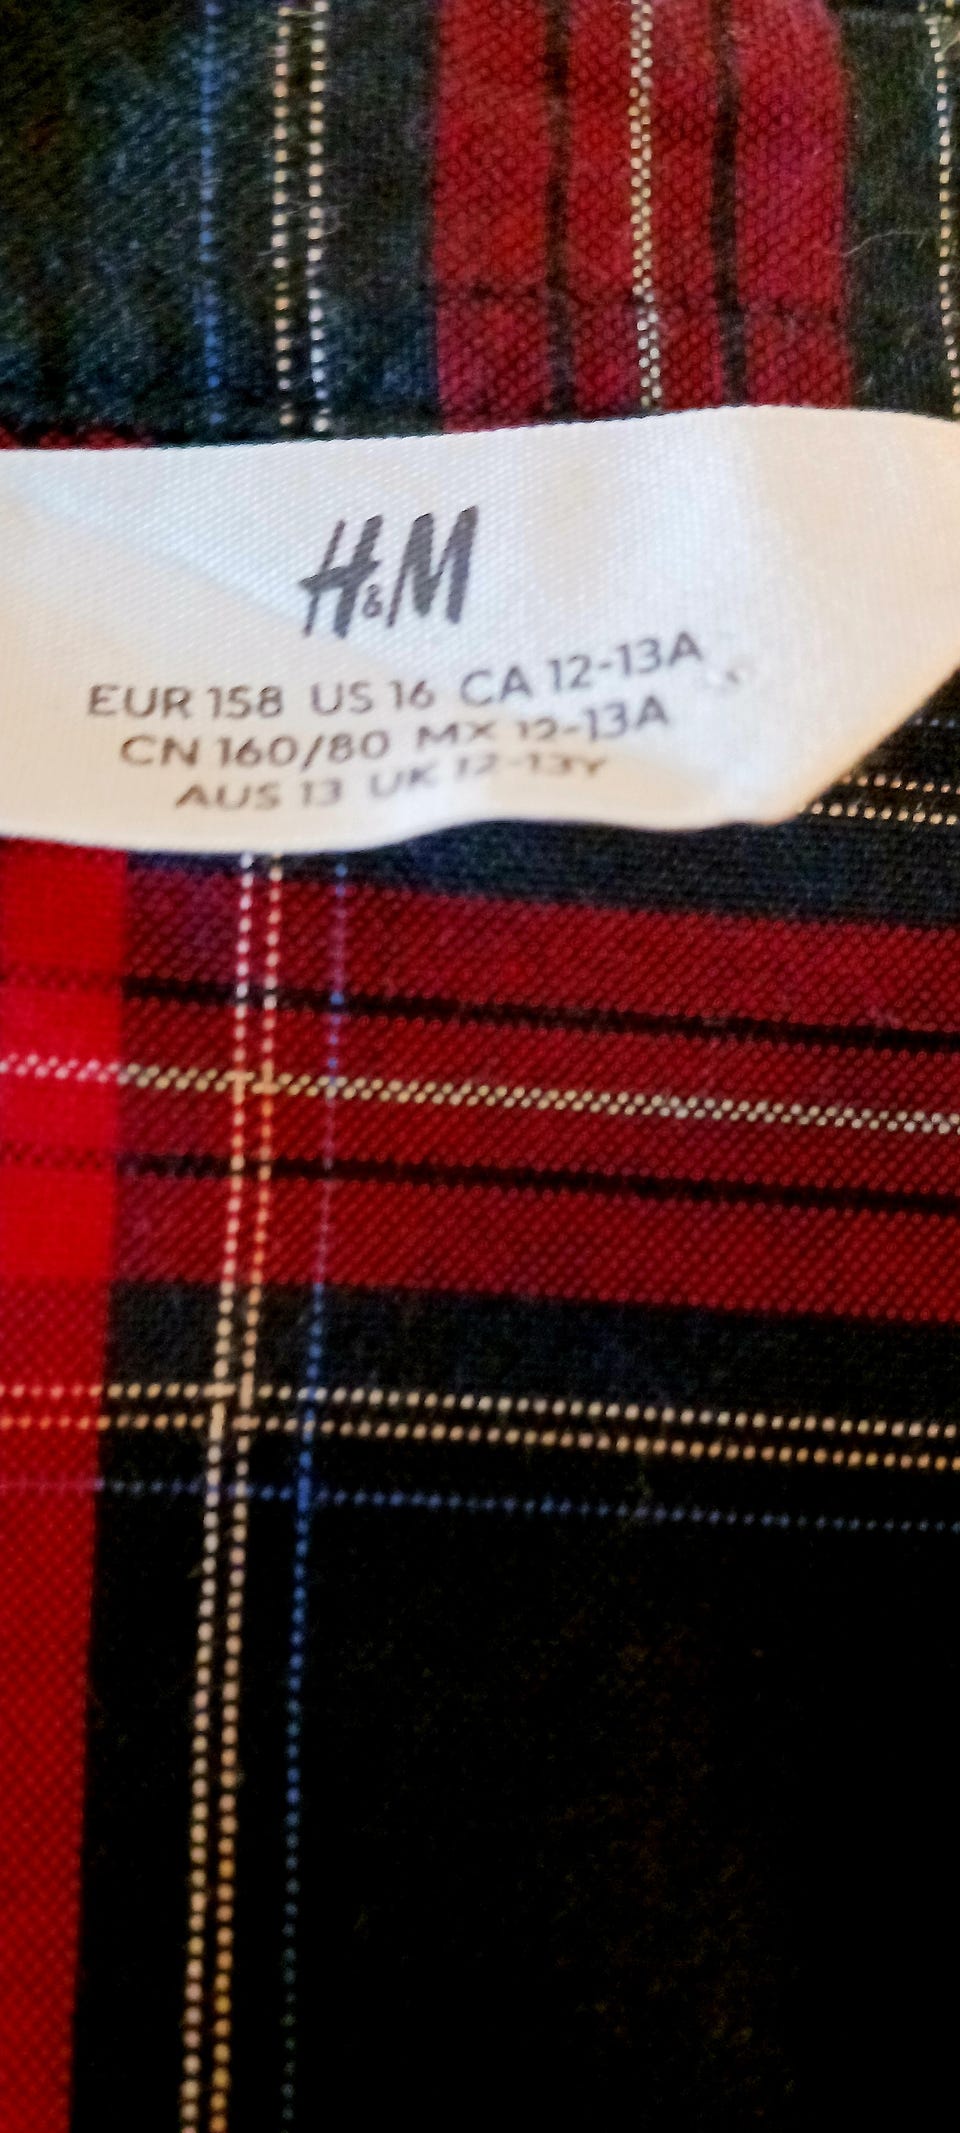 H&M
EUR 158 US 16 CA 12-13A
CN 160/80 MX 12-13A
AUS 13 UK 12-13Y